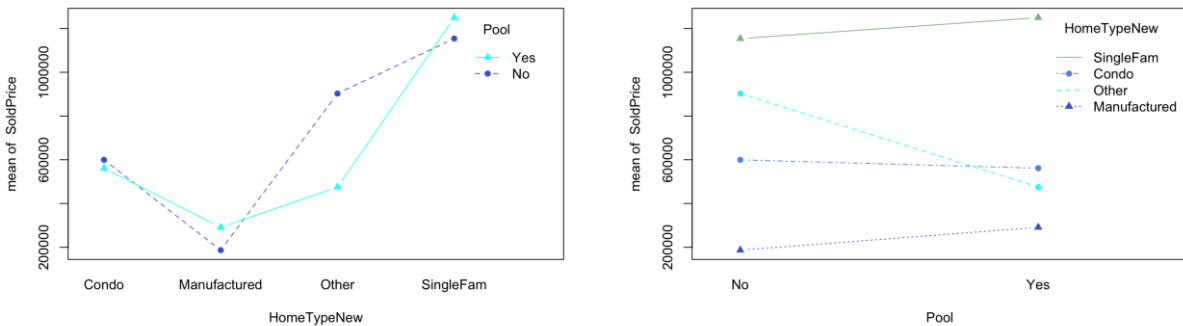 mean of SoldPrice
200000
600000
1000000
Pool
Yes
No
Condo
Manufactured
Other
SingleFam
HomeTypeNew
mean of SoldPrice
200000
600000
1000000
HomeTypeNew
SingleFam
Condo
Other
Manufactured
No
Yes
Pool